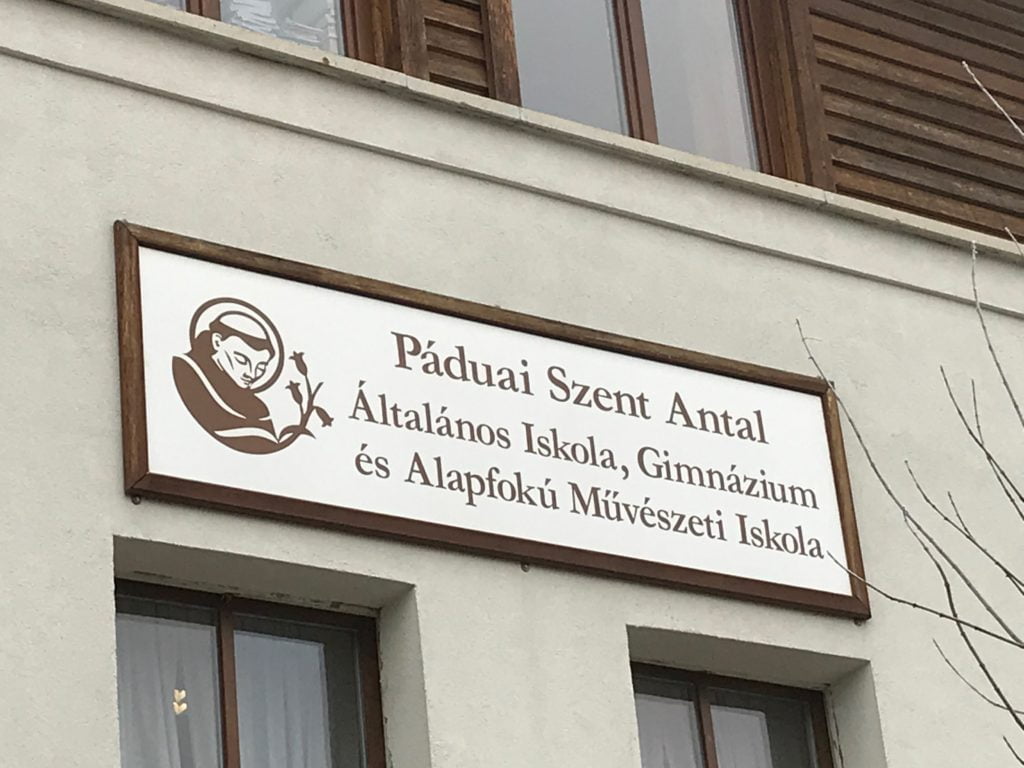 Páduai Szent Antal
Általános Iskola, Gimnázium
és Alapfokú Művészeti Iskola